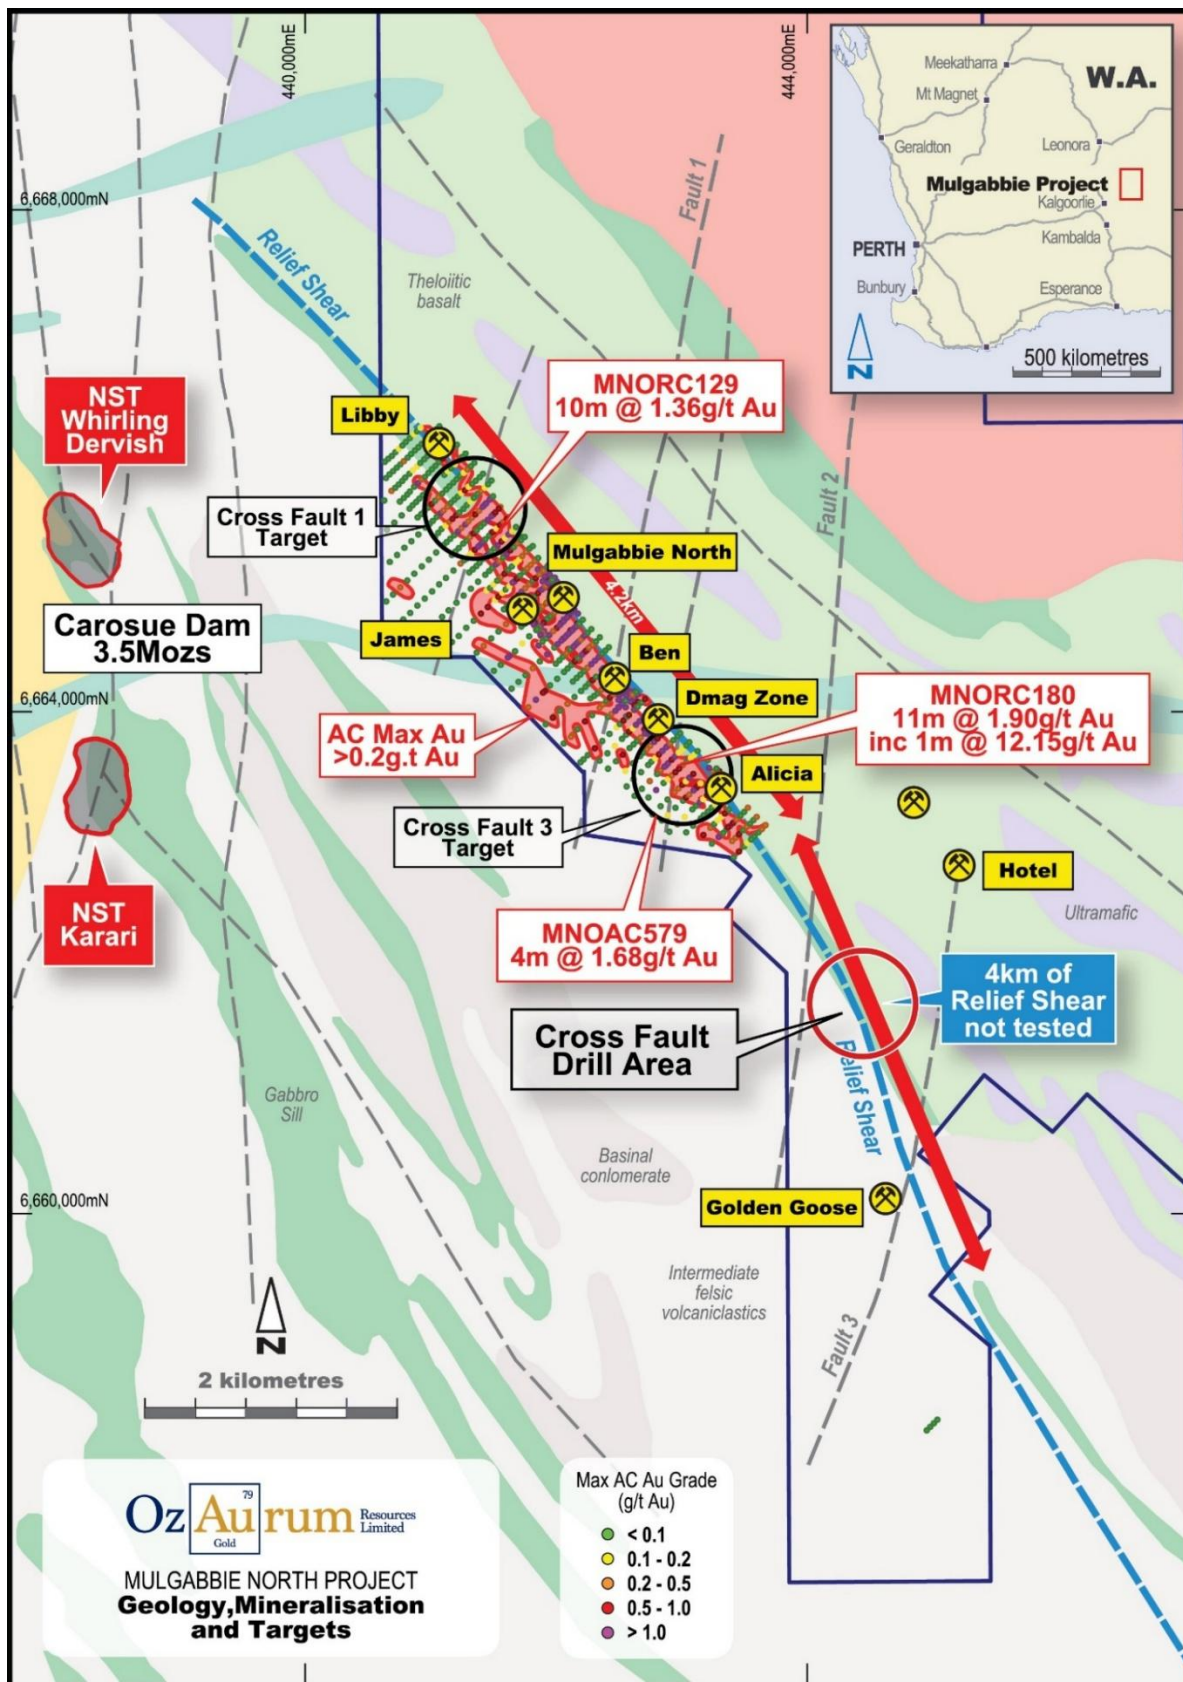 440,000mE
444,000mE
Meekatharra
W.A.
Mt Magnet
Geraldton
Leonora
Mulgabbie Project
Kalgoorlie
PERTH
Kambalda
Bunbury
Esperance
N
500 kilometres
6,668,000mN
Fault 1
Relief Shear
Theloiitic
basalt
MNORC129
10m @ 1.36g/t Au
NST
Whirling
Dervish
Libby
Fault 2
Cross Fault 1
Target
Mulgabbie North
4.2km
Carosue Dam
3.5Mozs
James
Ben
6,664,000mN
Dmag Zone
MNORC180
11m @ 1.90g/t Au
inc 1m @ 12.15g/t Au
AC Max Au
>0.2g.t Au
Alicia
Cross Fault 3
Target
Hotel
NST
Karari
Ultramafic
MNOAC579
4m @ 1.68g/t Au
4km of
Relief Shear
not tested
Cross Fault
Drill Area
Relief Shear
Gabbro
Sill
Basinal
conlomerate
6,660,000mN
Golden Goose
Intermediate
felsic
volcaniclastics
Fault 3
N
2 kilometres
Max AC Au Grade
(g/t Au)
< 0.1
0.1 - 0.2
0.2 - 0.5
0.5 - 1.0
> 1.0
79
Oz Au rum Resources
Limited
Gold
MULGABBIE NORTH PROJECT
Geology,Mineralisation
and Targets